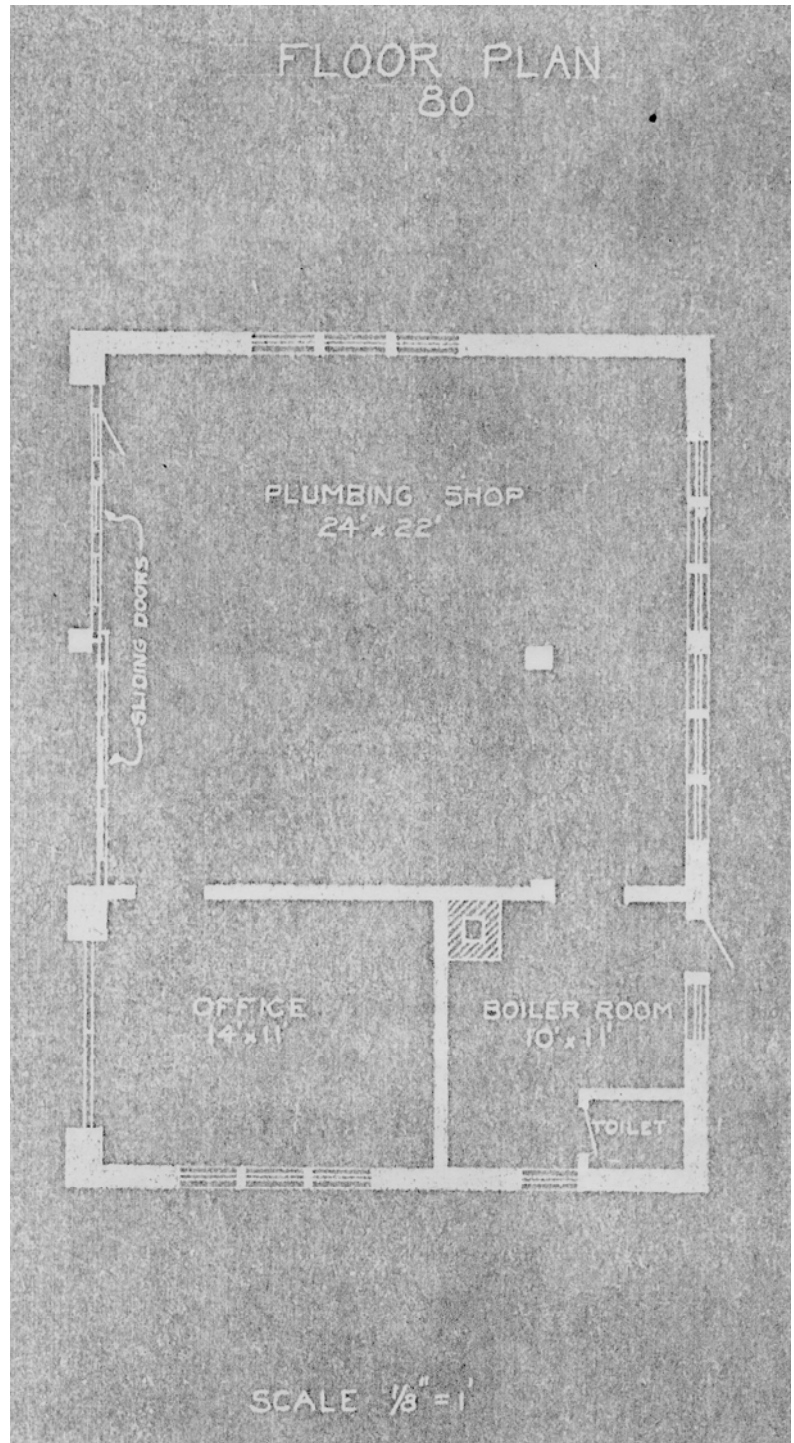 FLOOR PLAN
80
PLUMBING SHOP
24' x 22'
SLIDING DOORS
OFFICE
14' x 11'
BOILER ROOM
10' x 11'
TOILET
SCALE 1/8" = 1'